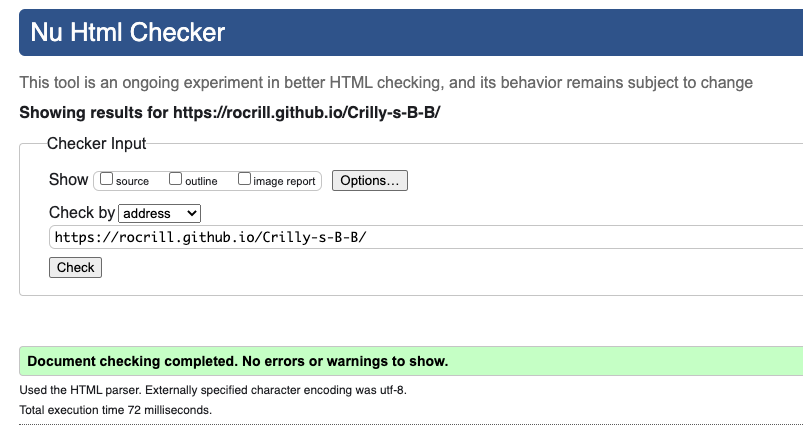 Nu Html Checker
This tool is an ongoing experiment in better HTML checking, and its behavior remains subject to change
Showing results for https://rocrill.github.io/Crilly-s-B-B/
Checker Input
Show source outline image report Options...
Check by address
https://rocrill.github.io/Crilly-s-B-B/
Check
Document checking completed. No errors or warnings to show.
Used the HTML parser. Externally specified character encoding was utf-8.
Total execution time 72 milliseconds.